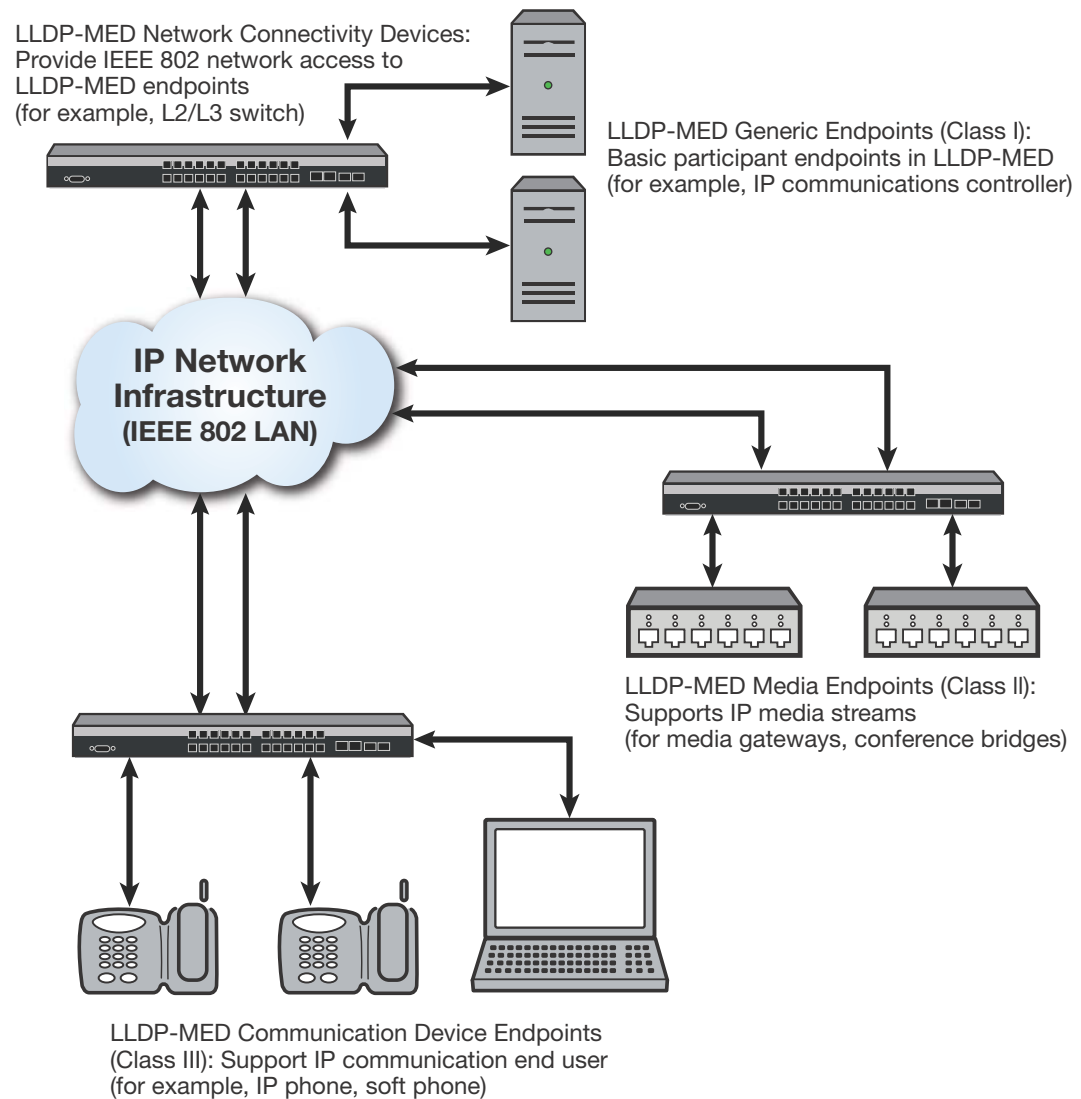 LLDP-MED Network Connectivity Devices:
Provide IEEE 802 network access to
LLDP-MED endpoints
(for example, L2/L3 switch)
LLDP-MED Generic Endpoints (Class I):
Basic participant endpoints in LLDP-MED
(for example, IP communications controller)
IP Network
Infrastructure
(IEEE 802 LAN)
LLDP-MED Media Endpoints (Class ll):
Supports IP media streams
(for media gateways, conference bridges)
LLDP-MED Communication Device Endpoints
(Class III): Support IP communication end user
(for example, IP phone, soft phone)